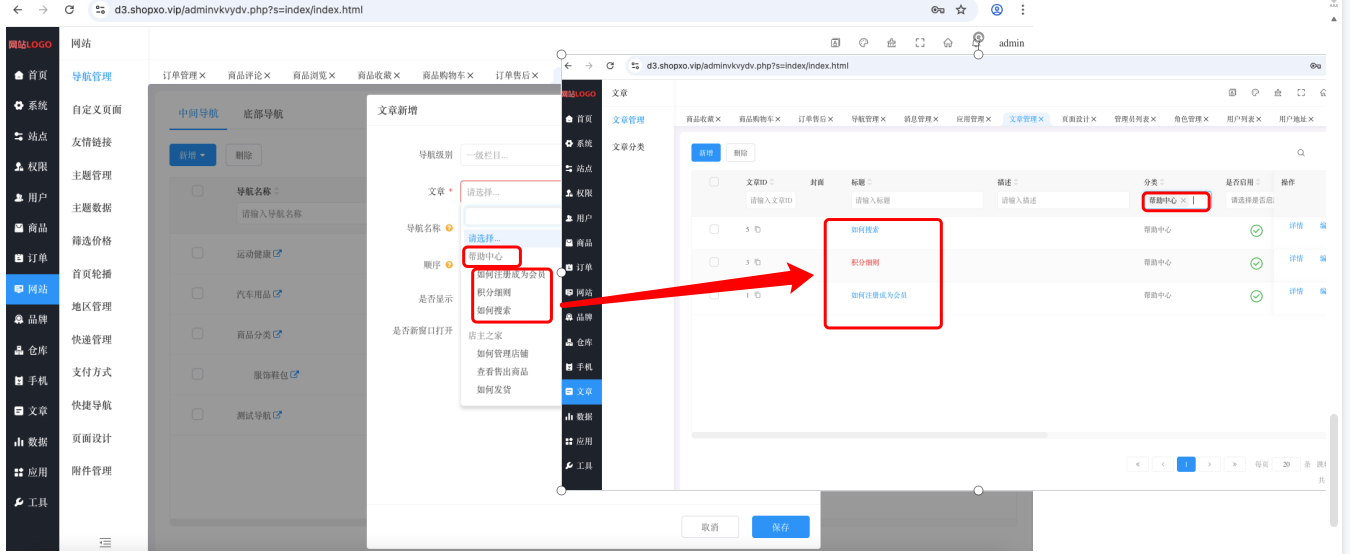 d3.shopxo.vip/adminvkvydv.php?s=index/index.html
网站LOGO
网站
admin
首页
系统
站点
权限
用户
商品
订单
网站
品牌
仓库
手机
文章
数据
应用
工具
导航管理
自定义页面
友情链接
主题管理
主题数据
筛选价格
首页轮播
地区管理
快递管理
支付方式
快捷导航
页面设计
附件管理
订单管理×
商品评论×
商品浏览×
商品收藏×
商品购物车×
订单售后×
中间导航
底部导航
新增
删除
导航名称
请输入导航名称
运动健康
汽车用品
商品分类
服饰鞋包
测试导航
文章新增
导航级别
一级栏目...
文章 *
请选择...
导航名称
顺序
是否显示
是否新窗口打开
请选择...
帮助中心
如何注册成为会员
积分细则
如何搜索
店主之家
如何管理店铺
查看售出商品
如何发货
取消
保存
d3.shopxo.vip/adminvkvydv.php?s=index/index.html
LOGO
文章
首页
系统
站点
权限
用户
商品
订单
网站
品牌
仓库
手机
文章
数据
应用
工具
文章管理
文章分类
商品收藏×
商品购物车×
订单售后×
导航管理×
消息管理×
应用管理×
文章管理×
页面设计×
管理员列表×
角色管理×
用户列表×
用户地址×
新增
删除
文章ID
封面
标题
描述
分类
是否启用
操作
请输入文章ID
请输入标题
请输入描述
帮助中心 ×
请选择是否启
5
如何搜索
帮助中心
详情
编
3
积分细则
帮助中心
详情
编
1
如何注册成为会员
帮助中心
详情
编
«
‹
1
›
»
每页
20
条
跳
共